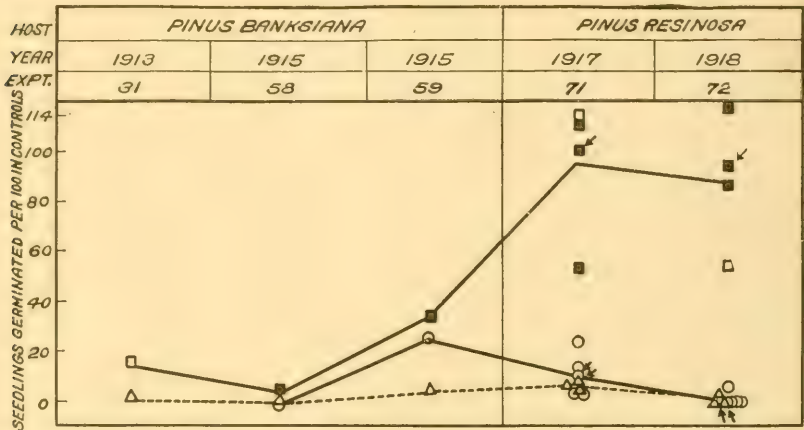 HOST PINUS BANKSIANA PINUS RESINOSA
YEAR 1913 1915 1915 1917 1918
EXPT. 31 58 59 71 72
SEEDLINGS GERMINATED PER 100 IN CONTROLS
114
100
80
60
40
20
0